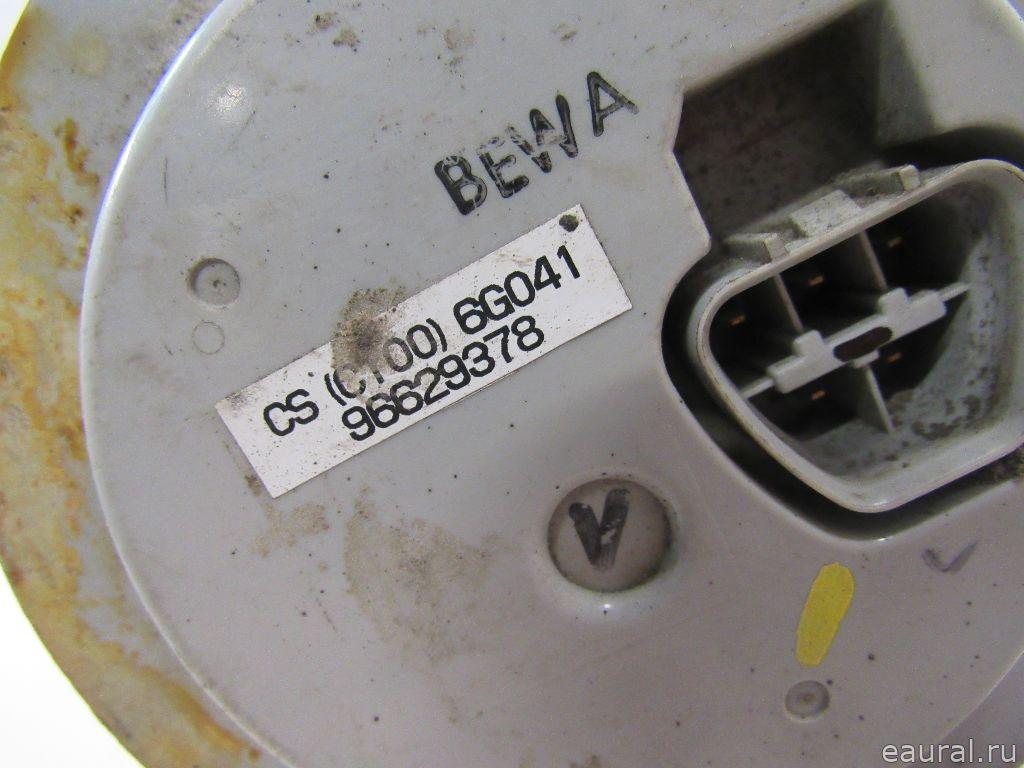 BEWA
CS (C100) 6G041
96629378
V
eaural.ru